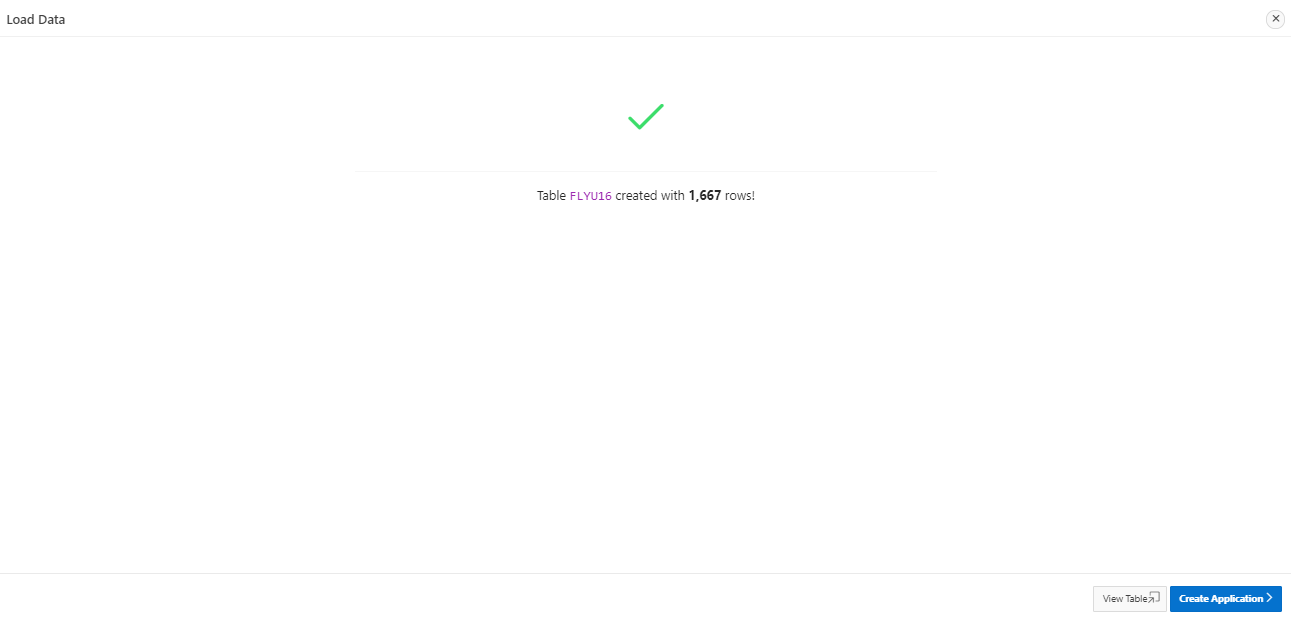 Load Data
Table FLYU16 created with 1,667 rows!
View Table
Create Application